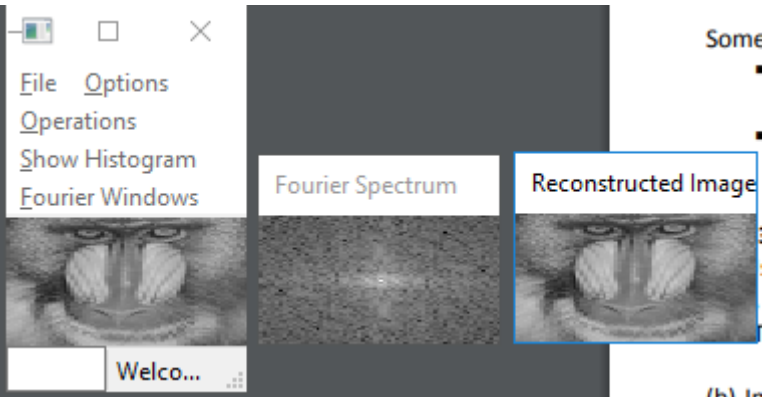 File Options
Operations
Show Histogram
Fourier Windows
Welco...
Fourier Spectrum
Reconstructed Image
Some